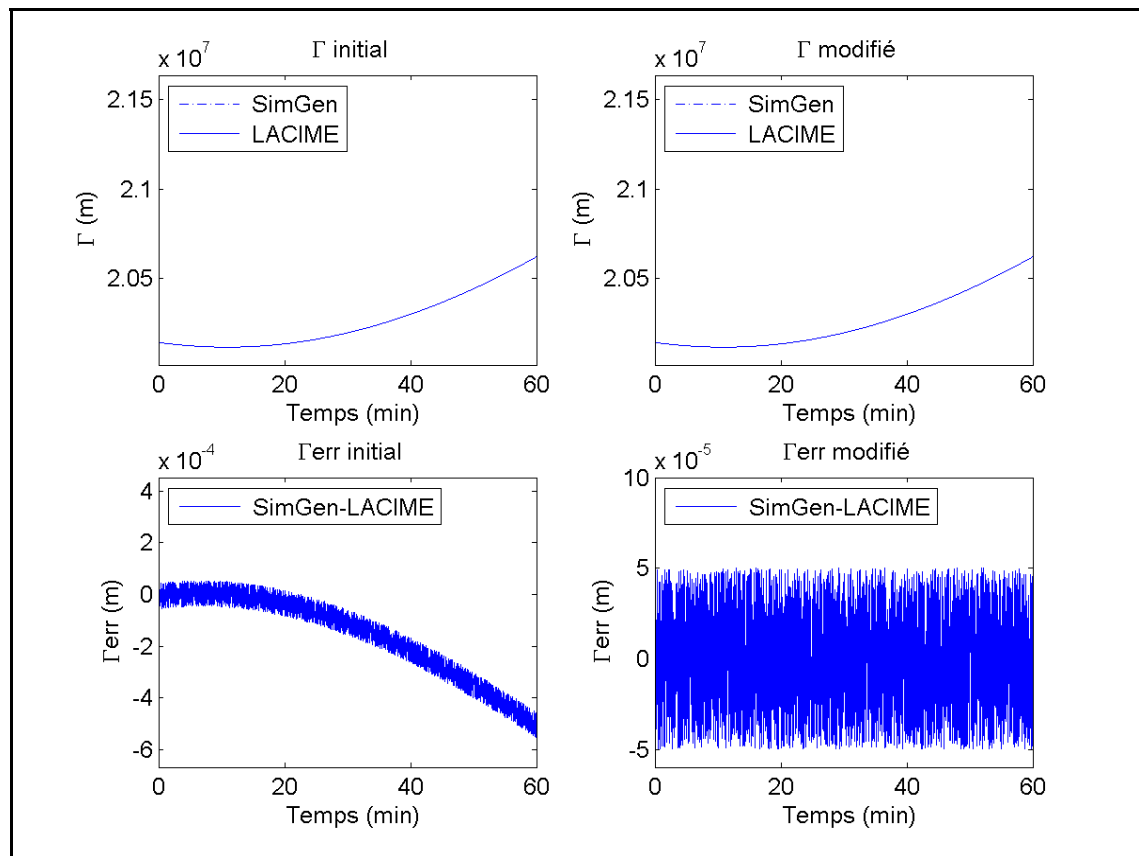 Γ initial
x 10^7
2.15
2.1
2.05
Γ (m)
SimGen
LACIME
0
20
40
60
Temps (min)
Γ modifié
x 10^7
2.15
2.1
2.05
Γ (m)
SimGen
LACIME
0
20
40
60
Temps (min)
Γerr initial
x 10^-4
4
2
0
-2
-4
-6
Γerr (m)
SimGen-LACIME
0
20
40
60
Temps (min)
Γerr modifié
x 10^-5
10
5
0
-5
Γerr (m)
SimGen-LACIME
0
20
40
60
Temps (min)